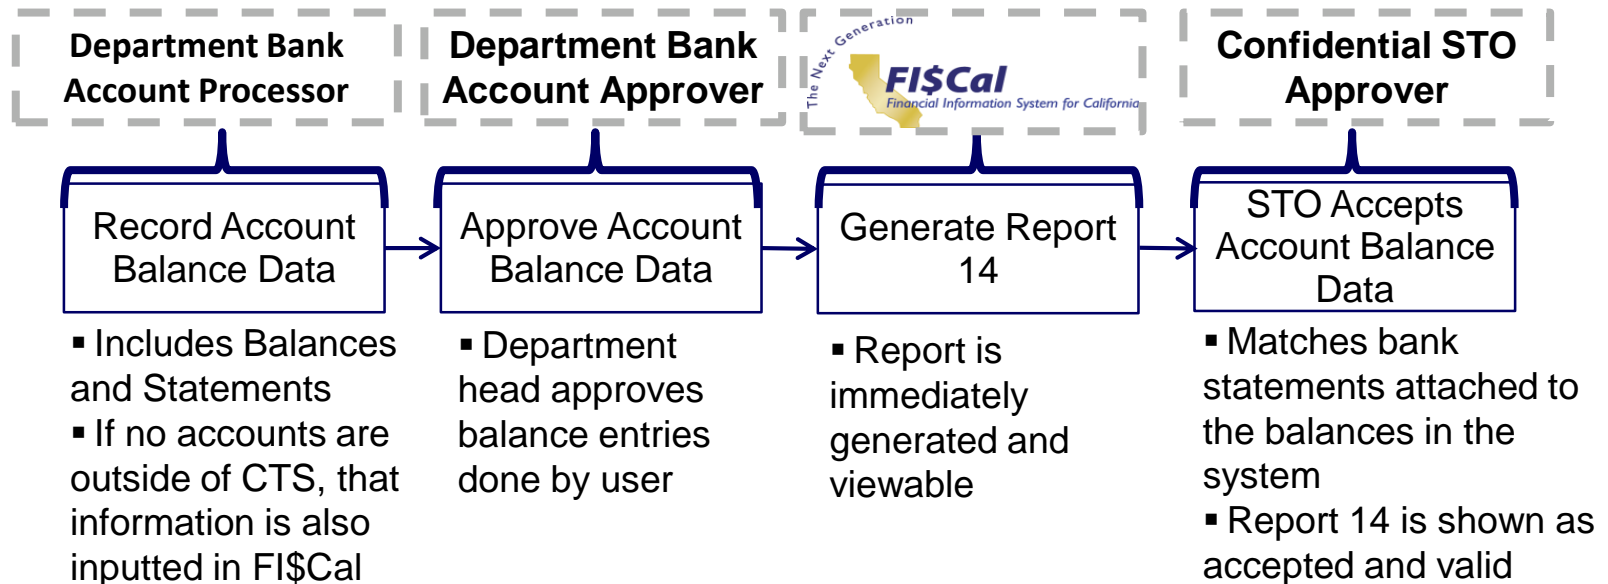 Department Bank
Account Processor
Department Bank
Account Approver
The Next Generation
FI$Cal
Financial Information System for California
Confidential STO
Approver
Record Account
Balance Data
Approve Account
Balance Data
Generate Report
14
STO Accepts
Account Balance
Data
▪ Includes Balances
and Statements
▪ If no accounts are
outside of CTS, that
information is also
inputted in FI$Cal
▪ Department
head approves
balance entries
done by user
▪ Report is
immediately
generated and
viewable
▪ Matches bank
statements attached to
the balances in the
system
▪ Report 14 is shown as
accepted and valid